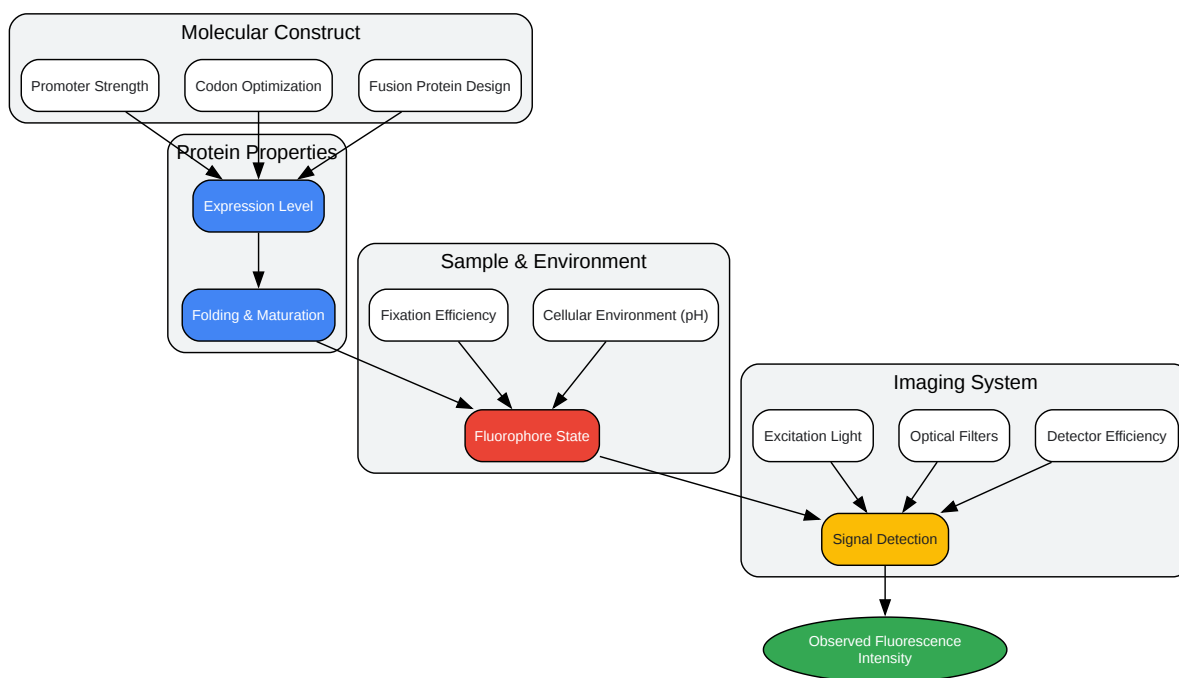 Molecular Construct
Promoter Strength
Codon Optimization
Fusion Protein Design
Protein Properties
Expression Level
Folding & Maturation
Sample & Environment
Fixation Efficiency
Cellular Environment (pH)
Fluorophore State
Imaging System
Excitation Light
Optical Filters
Detector Efficiency
Signal Detection
Observed Fluorescence
Intensity